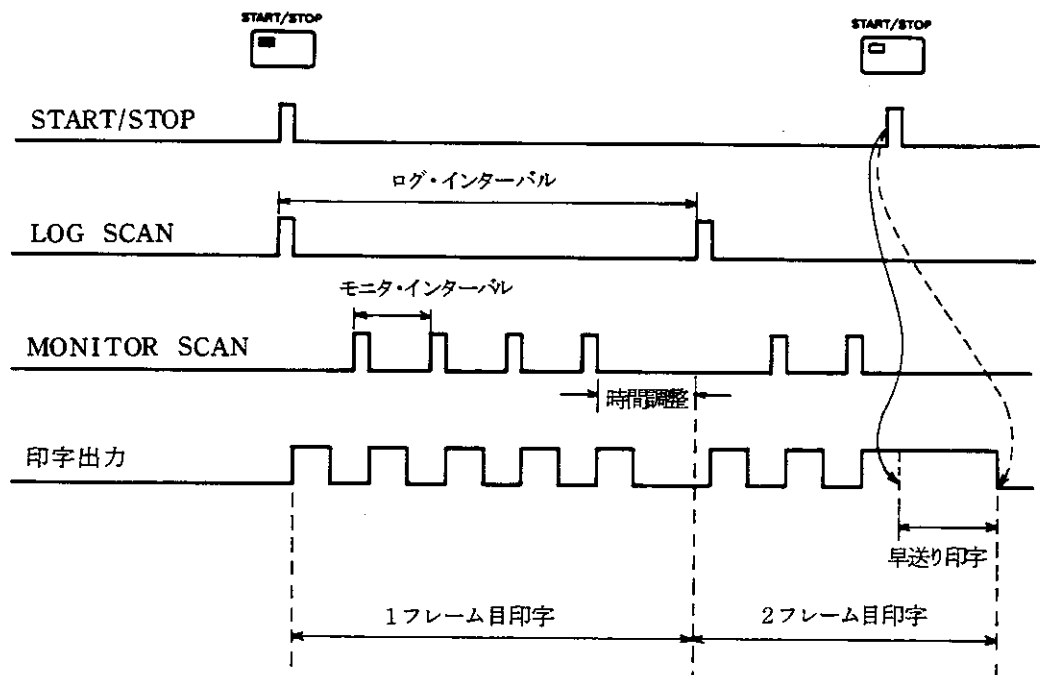 START/STOP
START/STOP
START/STOP
ログ・インターバル
LOG SCAN
モニタ・インターバル
MONITOR SCAN
時間調整
印字出力
早送り印字
1フレーム目印字
2フレーム目印字